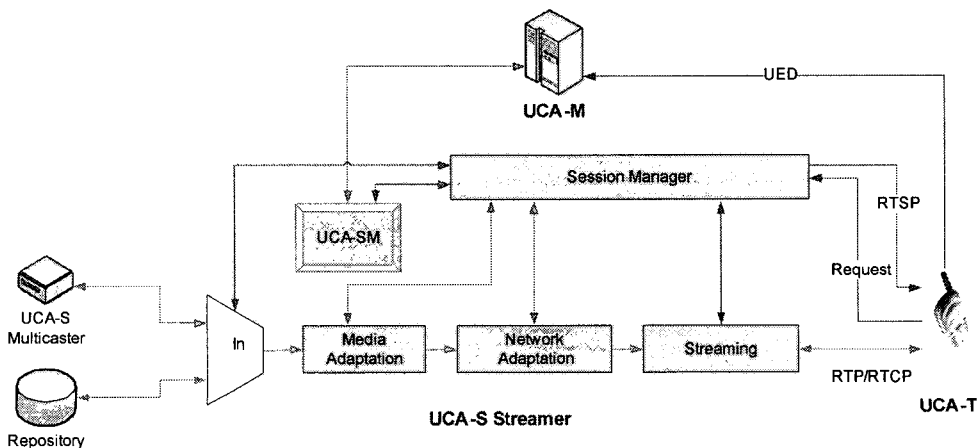 UED
UCA-M
Session Manager
RTSP
UCA-SM
Request
UCA-S
Multicaster
In
Media
Adaptation
Network
Adaptation
Streaming
RTP/RTCP
UCA-T
UCA-S Streamer
Repository